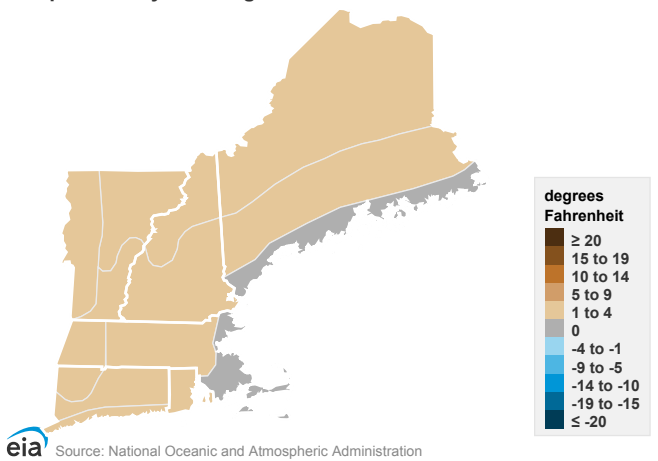 degrees
Fahrenheit
≥ 20
15 to 19
10 to 14
5 to 9
1 to 4
0
-4 to -1
-9 to -5
-14 to -10
-19 to -15
≤ -20
eia Source: National Oceanic and Atmospheric Administration